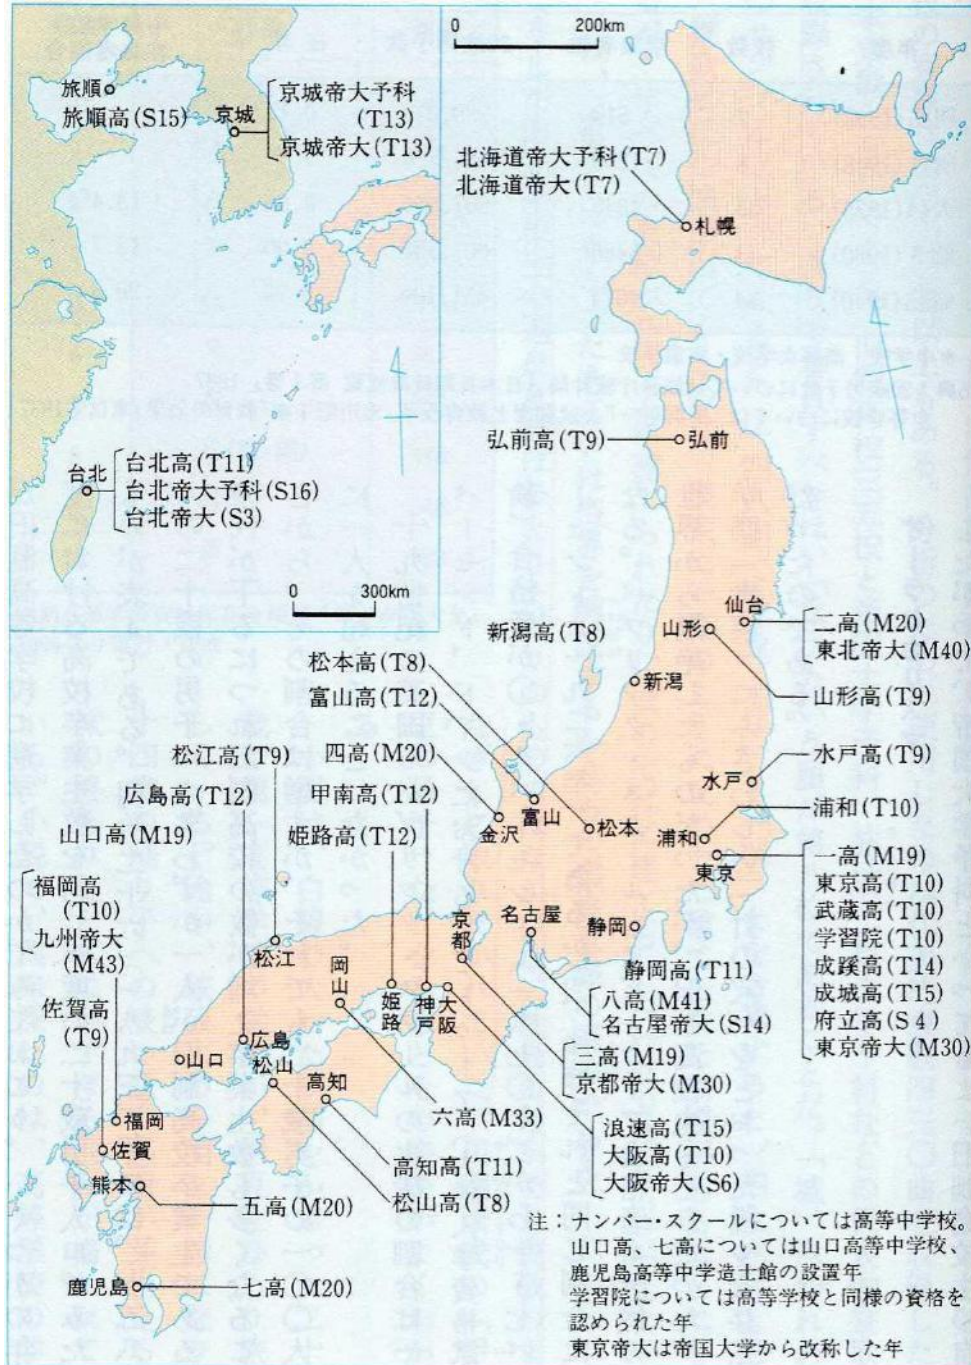 0 200km
旅順
旅順高(S15)
京城
京城帝大予科
(T13)
京城帝大(T13)
北海道帝大予科(T7)
北海道帝大(T7)
札幌
弘前高(T9)
弘前
台北
台北高(T11)
台北帝大予科(S16)
台北帝大(S3)
0 300km
仙台
二高(M20)
東北帝大(M40)
新潟高(T8)
山形
松本高(T8)
新潟
富山高(T12)
山形高(T9)
松江高(T9)
四高(M20)
水戸高(T9)
水戸
広島高(T12)
甲南高(T12)
富山
浦和(T10)
山口高(M19)
姫路高(T12)
金沢
松本
浦和
東京
一高(M19)
東京高(T10)
武蔵高(T10)
学習院(T10)
成蹊高(T14)
成城高(T15)
府立高(S4)
東京帝大(M30)
福岡高
(T10)
九州帝大
(M43)
名古屋
静岡
京都
松江
岡山
姫路
神戸
大阪
静岡高(T11)
八高(M41)
名古屋帝大(S14)
佐賀高
(T9)
広島
山口
松山
高知
三高(M19)
京都帝大(M30)
六高(M33)
福岡
浪速高(T15)
大阪高(T10)
大阪帝大(S6)
佐賀
高知高(T11)
熊本
五高(M20)
松山高(T8)
鹿児島
七高(M20)
注：ナンバー・スクールについては高等中学校。
山口高、七高については山口高等中学校、
鹿児島高等中学造士館の設置年
学習院については高等学校と同様の資格を
認められた年
東京帝大は帝国大学から改称した年